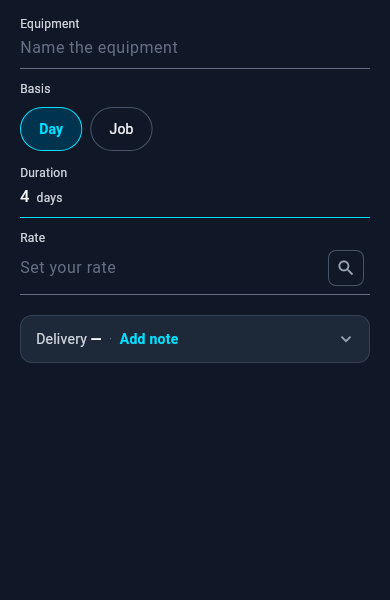 Equipment
Name the equipment
Basis
Day Job
Duration
4 days
Rate
Set your rate
Delivery — · Add note